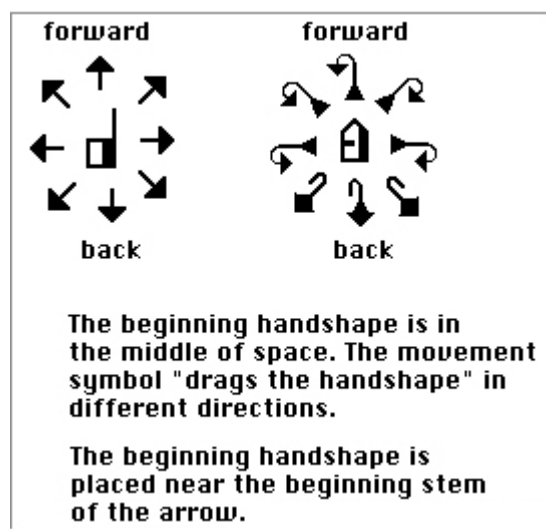 forward
forward
back
back
The beginning handshape is in
the middle of space. The movement
symbol "drags the handshape" in
different directions.
The beginning handshape is
placed near the beginning stem
of the arrow.